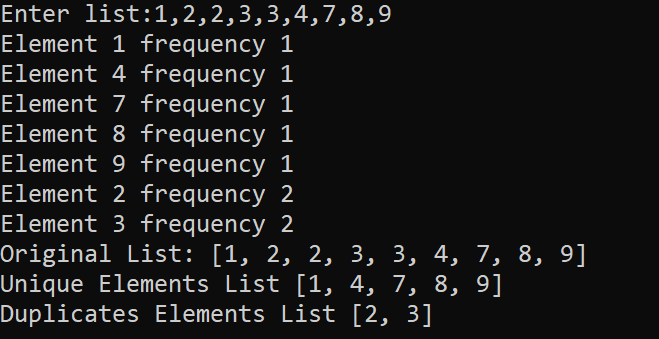 Enter list:1,2,2,3,3,4,7,8,9
Element 1 frequency 1
Element 4 frequency 1
Element 7 frequency 1
Element 8 frequency 1
Element 9 frequency 1
Element 2 frequency 2
Element 3 frequency 2
Original List: [1, 2, 2, 3, 3, 4, 7, 8, 9]
Unique Elements List [1, 4, 7, 8, 9]
Duplicates Elements List [2, 3]